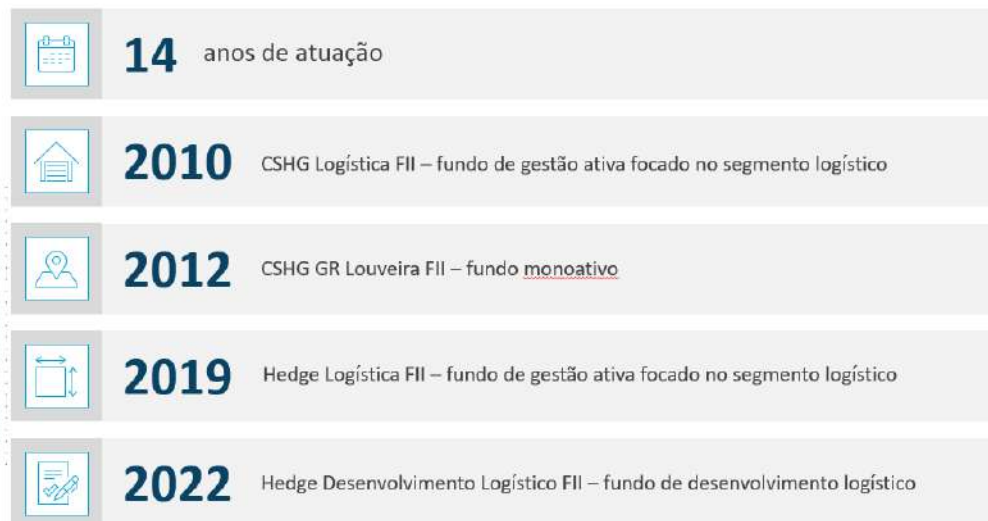 14 anos de atuação
2010 CSHG Logística FII – fundo de gestão ativa focado no segmento logístico
2012 CSHG GR Louveira FII – fundo monoativo
2019 Hedge Logística FII – fundo de gestão ativa focado no segmento logístico
2022 Hedge Desenvolvimento Logístico FII – fundo de desenvolvimento logístico